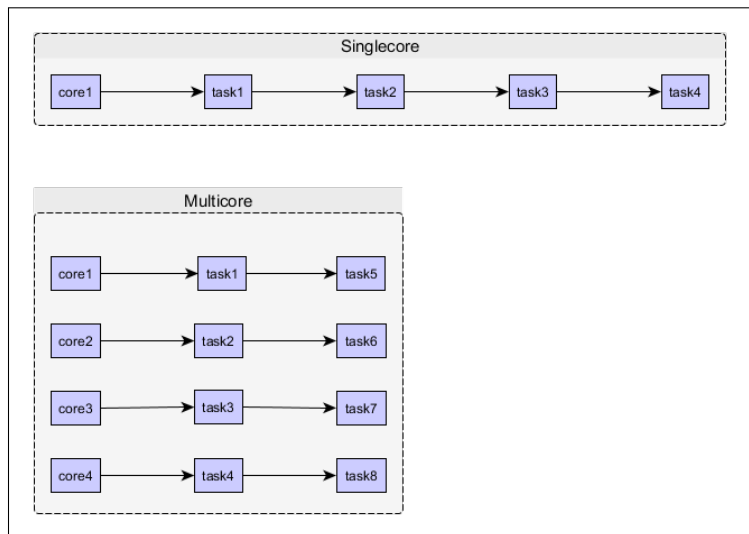 Singlecore
core1 task1 task2 task3 task4
Multicore
core1 task1 task5
core2 task2 task6
core3 task3 task7
core4 task4 task8